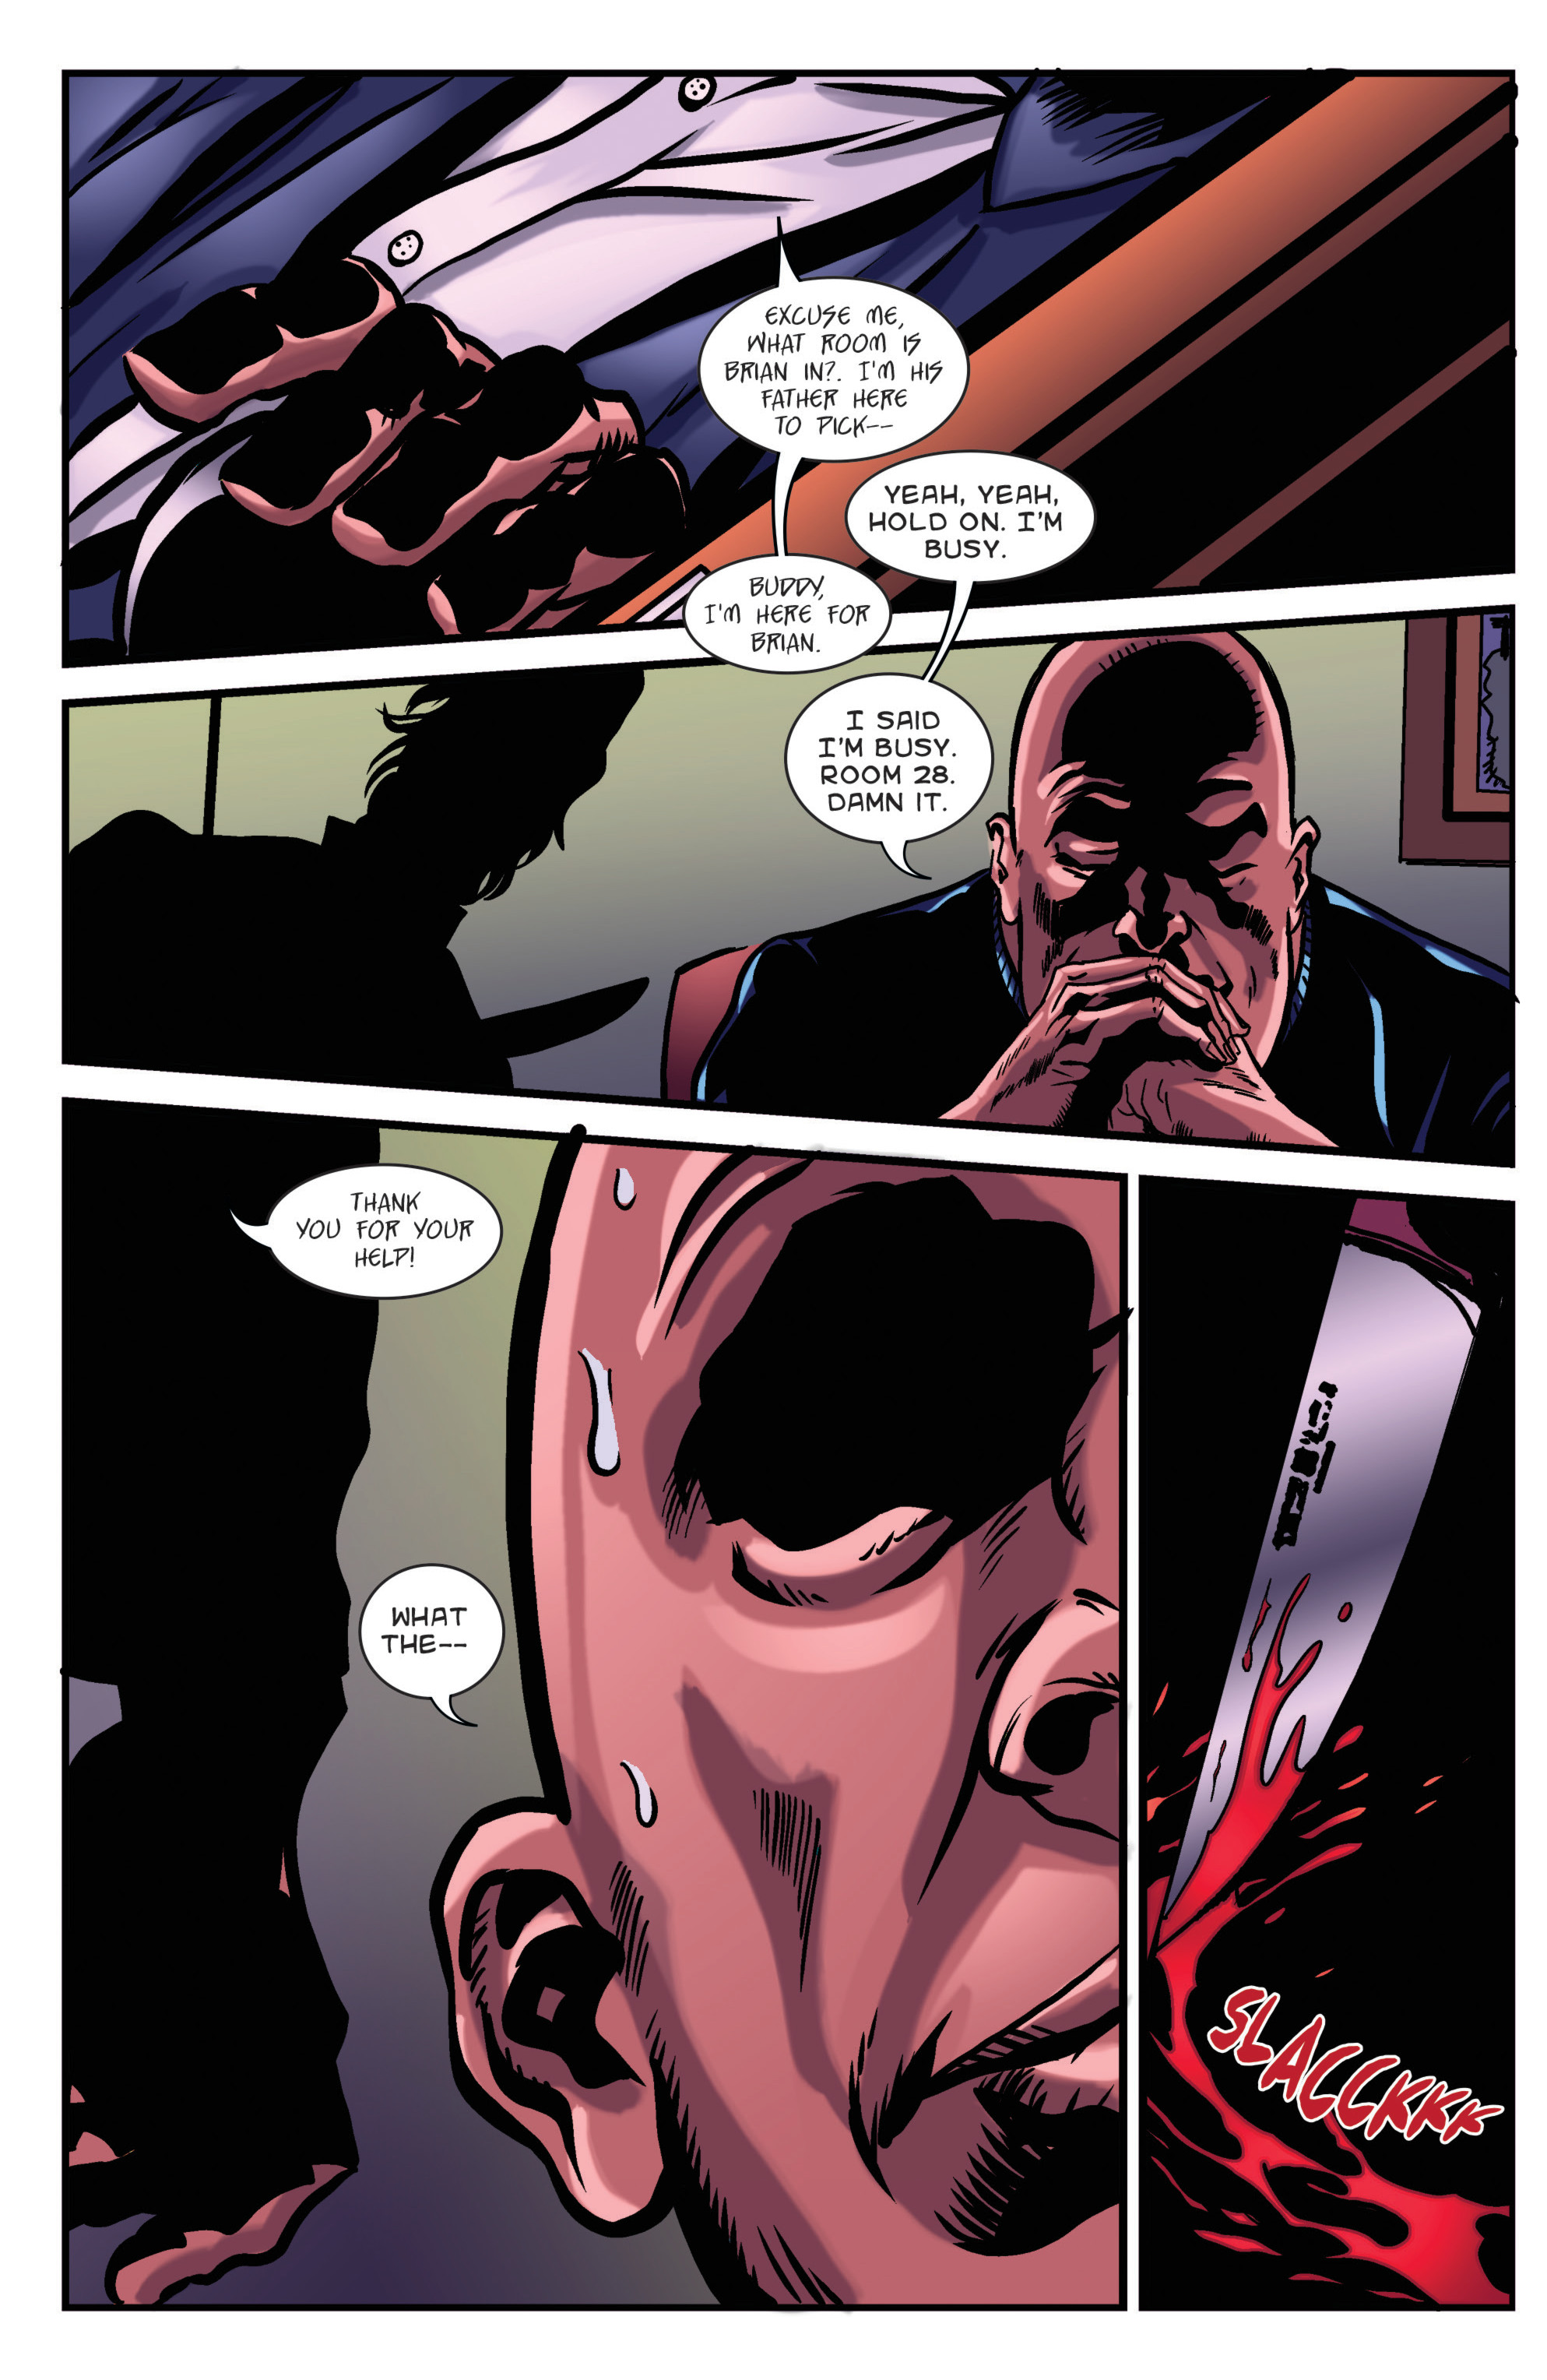 EXCUSE ME,
WHAT ROOM IS
BRIAN IN?. I'M HIS
FATHER HERE
TO PICK--
YEAH, YEAH,
HOLD ON. I'M
BUSY.
BUDDY,
I'M HERE FOR
BRIAN.
I SAID
I'M BUSY.
ROOM 28.
DAMN IT.
THANK
YOU FOR YOUR
HELP!
WHAT
THE--
SLACCKKK